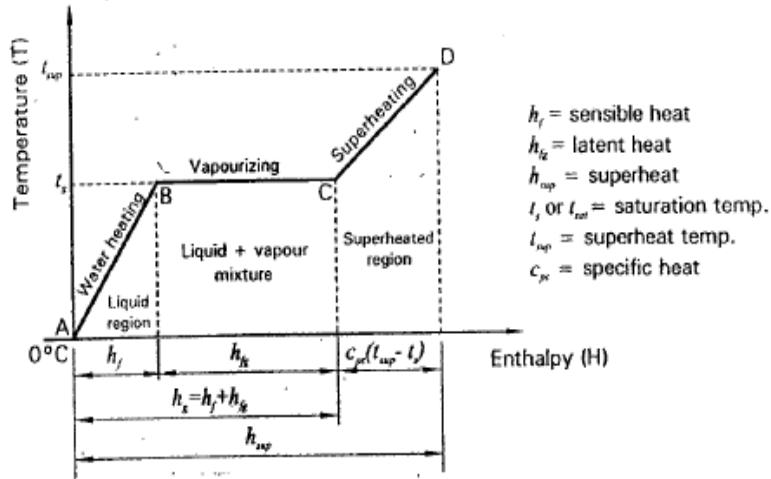 Temperature (T)
t_sup
t_s
A
B
C
D
Water heating
Vapourizing
Superheating
Liquid
region
Liquid + vapour
mixture
Superheated
region
0°C
h_f
h_fg
c_ps(t_sup - t_s)
Enthalpy (H)
h_g=h_f+h_fg
h_sup
h_f = sensible heat
h_fg = latent heat
h_sup = superheat
t_s or t_sat = saturation temp.
t_sup = superheat temp.
c_ps = specific heat